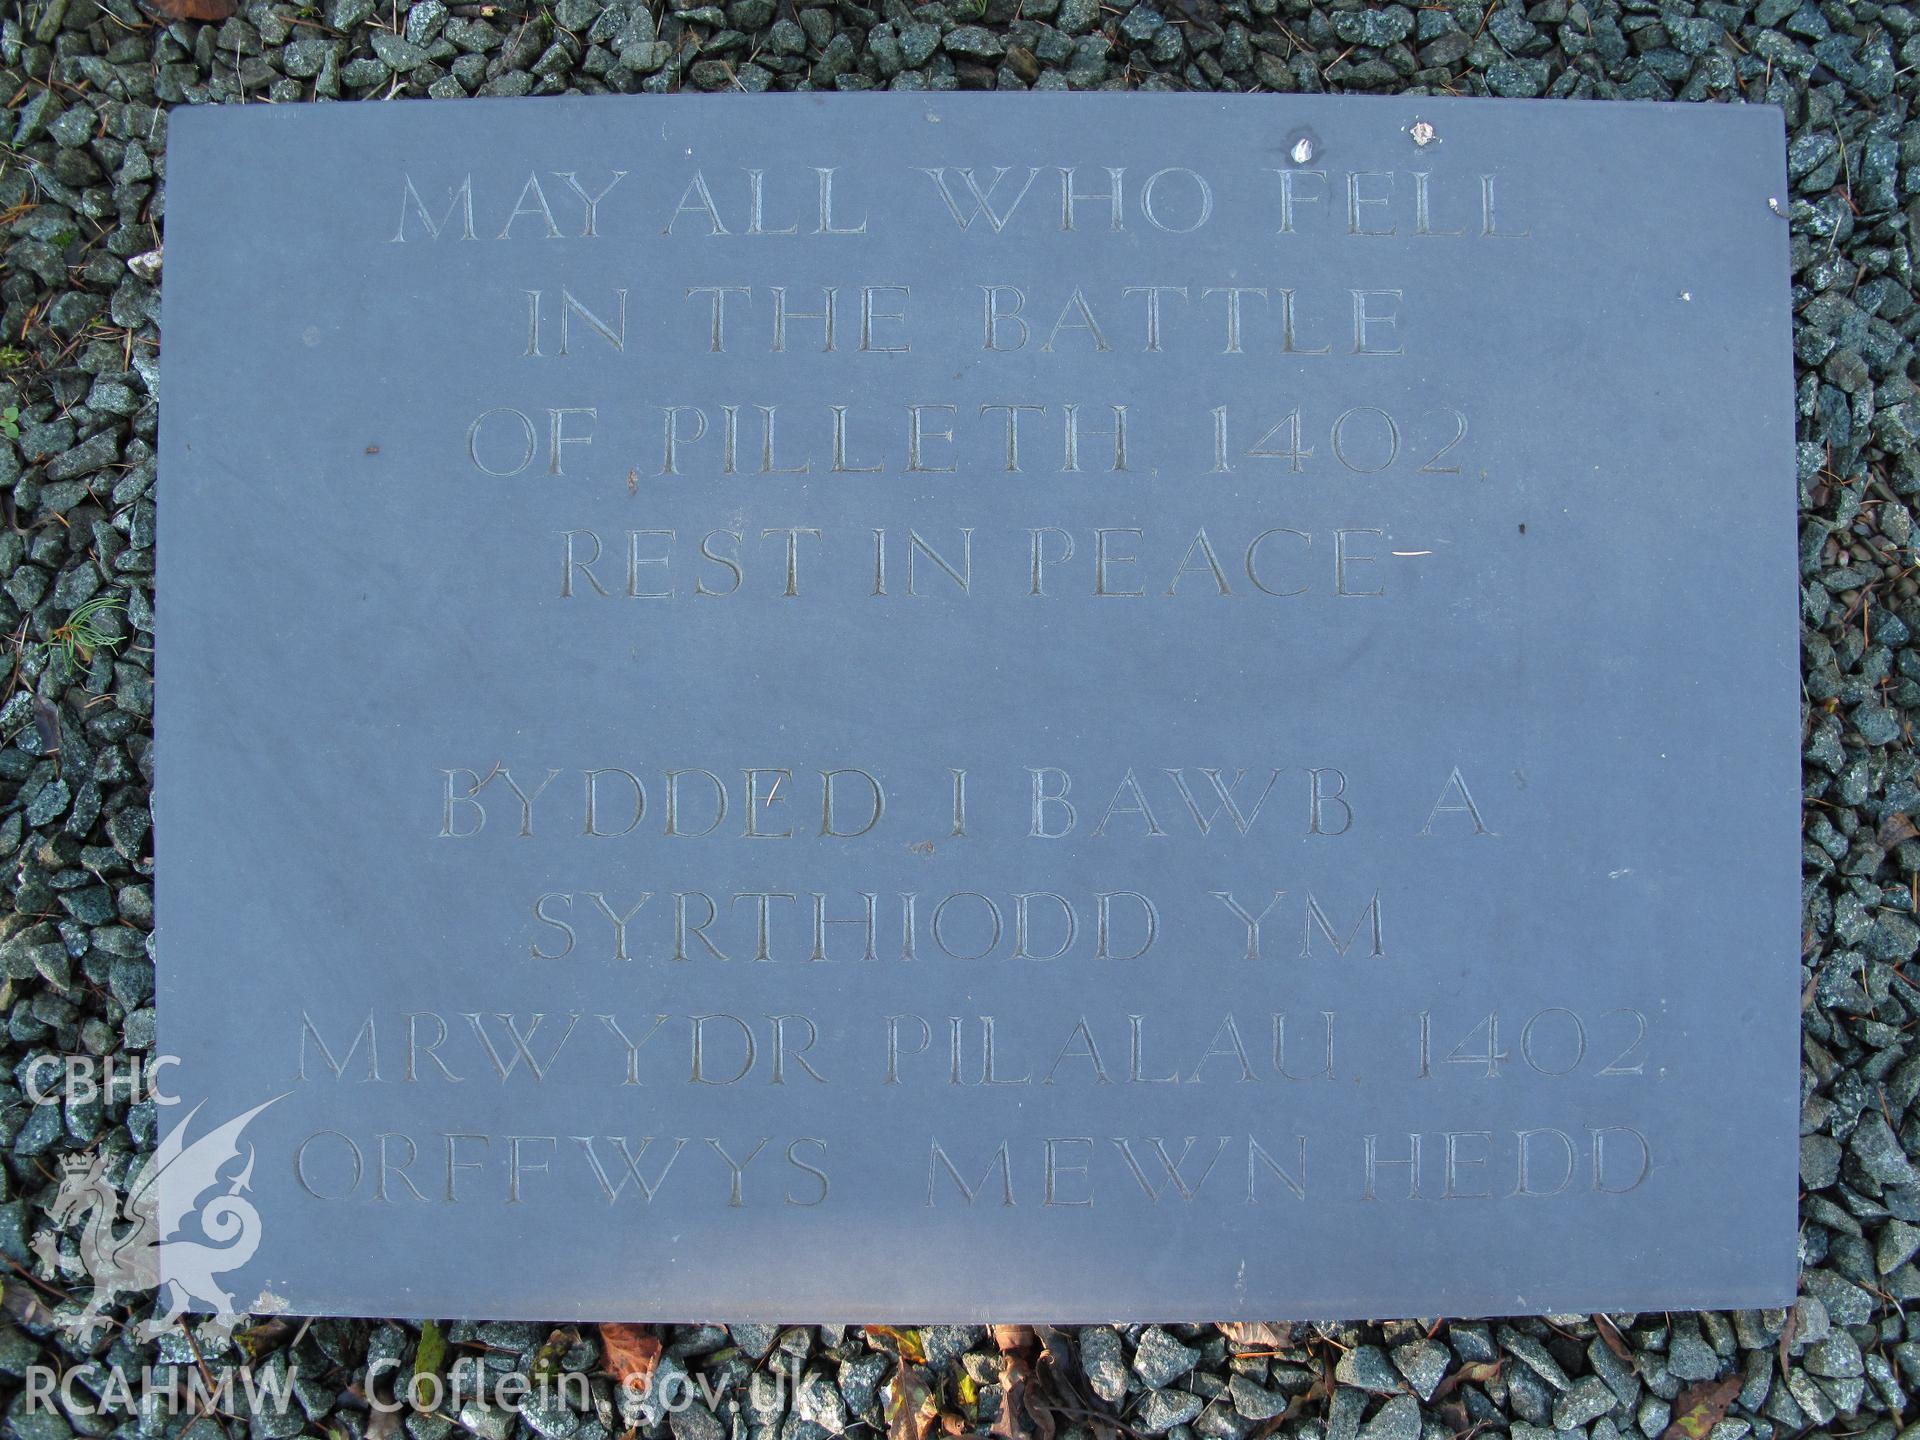 MAY ALL WHO FELL
IN THE BATTLE
OF PILLETH, 1402,
REST IN PEACE
BYDDED I BAWB A
SYRTHIODD YM
MRWYDR PILALAU, 1402,
ORFFWYS MEWN HEDD
CBHC
RCAHMW Coflein.gov.uk